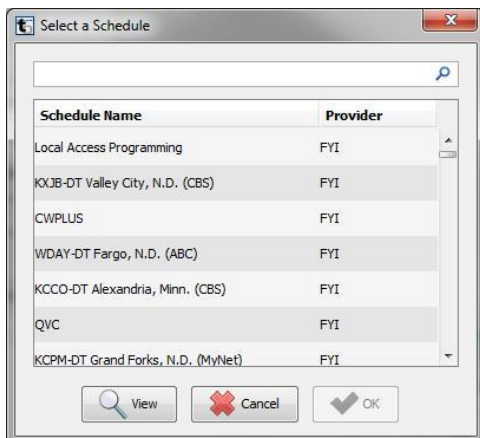 Select a Schedule
Schedule Name Provider
Local Access Programming FYI
KXJB-DT Valley City, N.D. (CBS) FYI
CWPLUS FYI
WDAY-DT Fargo, N.D. (ABC) FYI
KCCO-DT Alexandria, Minn. (CBS) FYI
QVC FYI
KCPM-DT Grand Forks, N.D. (MyNet) FYI
View Cancel OK